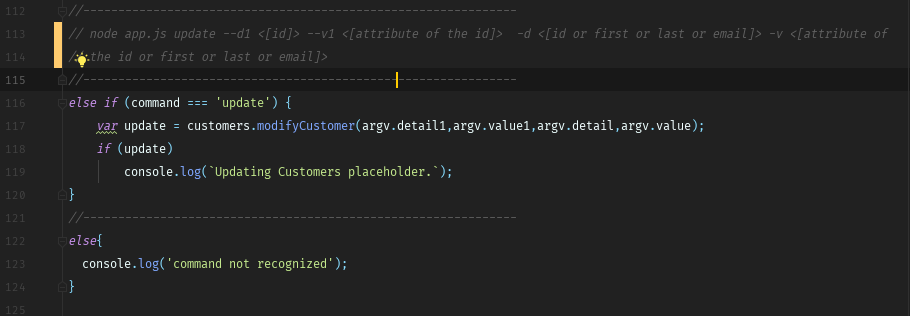 112 //--------------------------------------------------------------
113 // node app.js update --d1 <[id]> --v1 <[attribute of the id]>  -d <[id or first or last or email]> -v <[attribute of
114 // the id or first or last or email]>
115 //--------------------------------------------------------------
116 else if (command === 'update') {
117     var update = customers.modifyCustomer(argv.detail1,argv.value1,argv.detail,argv.value);
118     if (update)
119         console.log(`Updating Customers placeholder.`);
120 }
121 //--------------------------------------------------------------
122 else{
123   console.log('command not recognized');
124 }
125